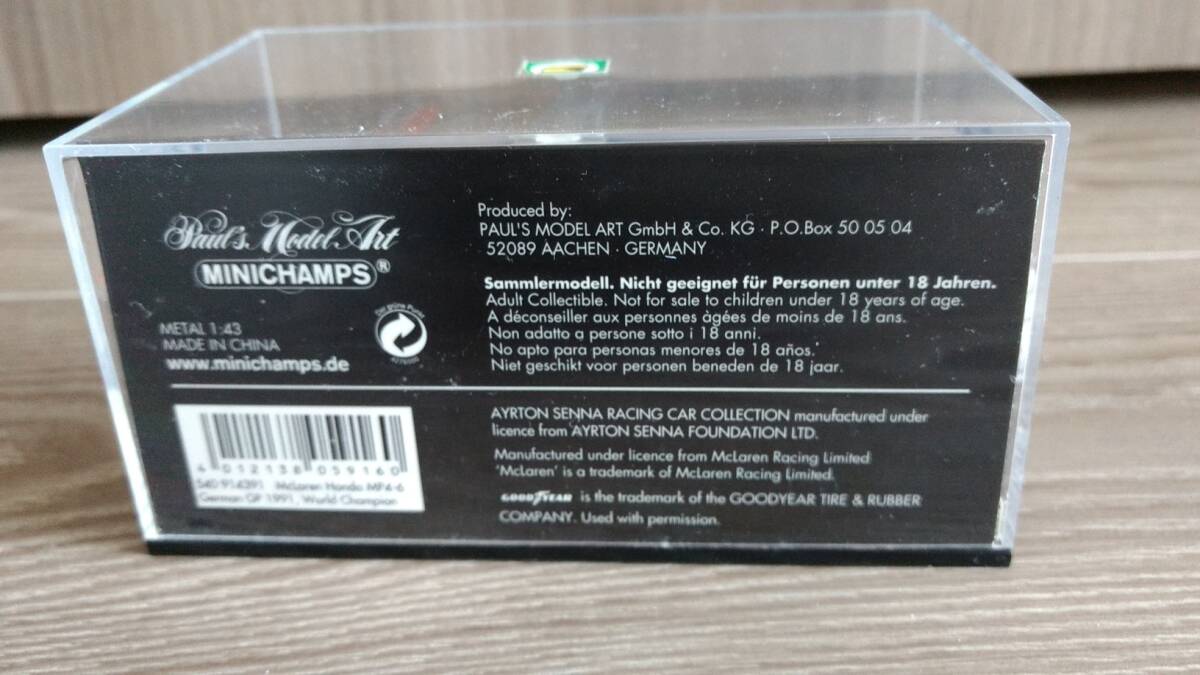 Paul's Model Art
MINICHAMPS®
METAL 1:43
MADE IN CHINA
www.minichamps.de
Der grüne Punkt
Produced by:
PAUL'S MODEL ART GmbH & Co. KG · P.O.Box 50 05 04
52089 AACHEN · GERMANY
Sammlermodell. Nicht geeignet für Personen unter 18 Jahren.
Adult Collectible. Not for sale to children under 18 years of age.
A déconseiller aux personnes àgées de moins de 18 ans.
Non adatto a persone sotto i 18 anni.
No apto para personas menores de 18 años.
Niet geschikt voor personen beneden de 18 jaar.
4 012138 059160
540 914391 McLaren Honda MP4-6
German GP 1991, World Champion
AYRTON SENNA RACING CAR COLLECTION manufactured under
licence from AYRTON SENNA FOUNDATION LTD.
Manufactured under licence from McLaren Racing Limited
'McLaren' is a trademark of McLaren Racing Limited.
GOODYEAR is the trademark of the GOODYEAR TIRE & RUBBER
COMPANY. Used with permission.